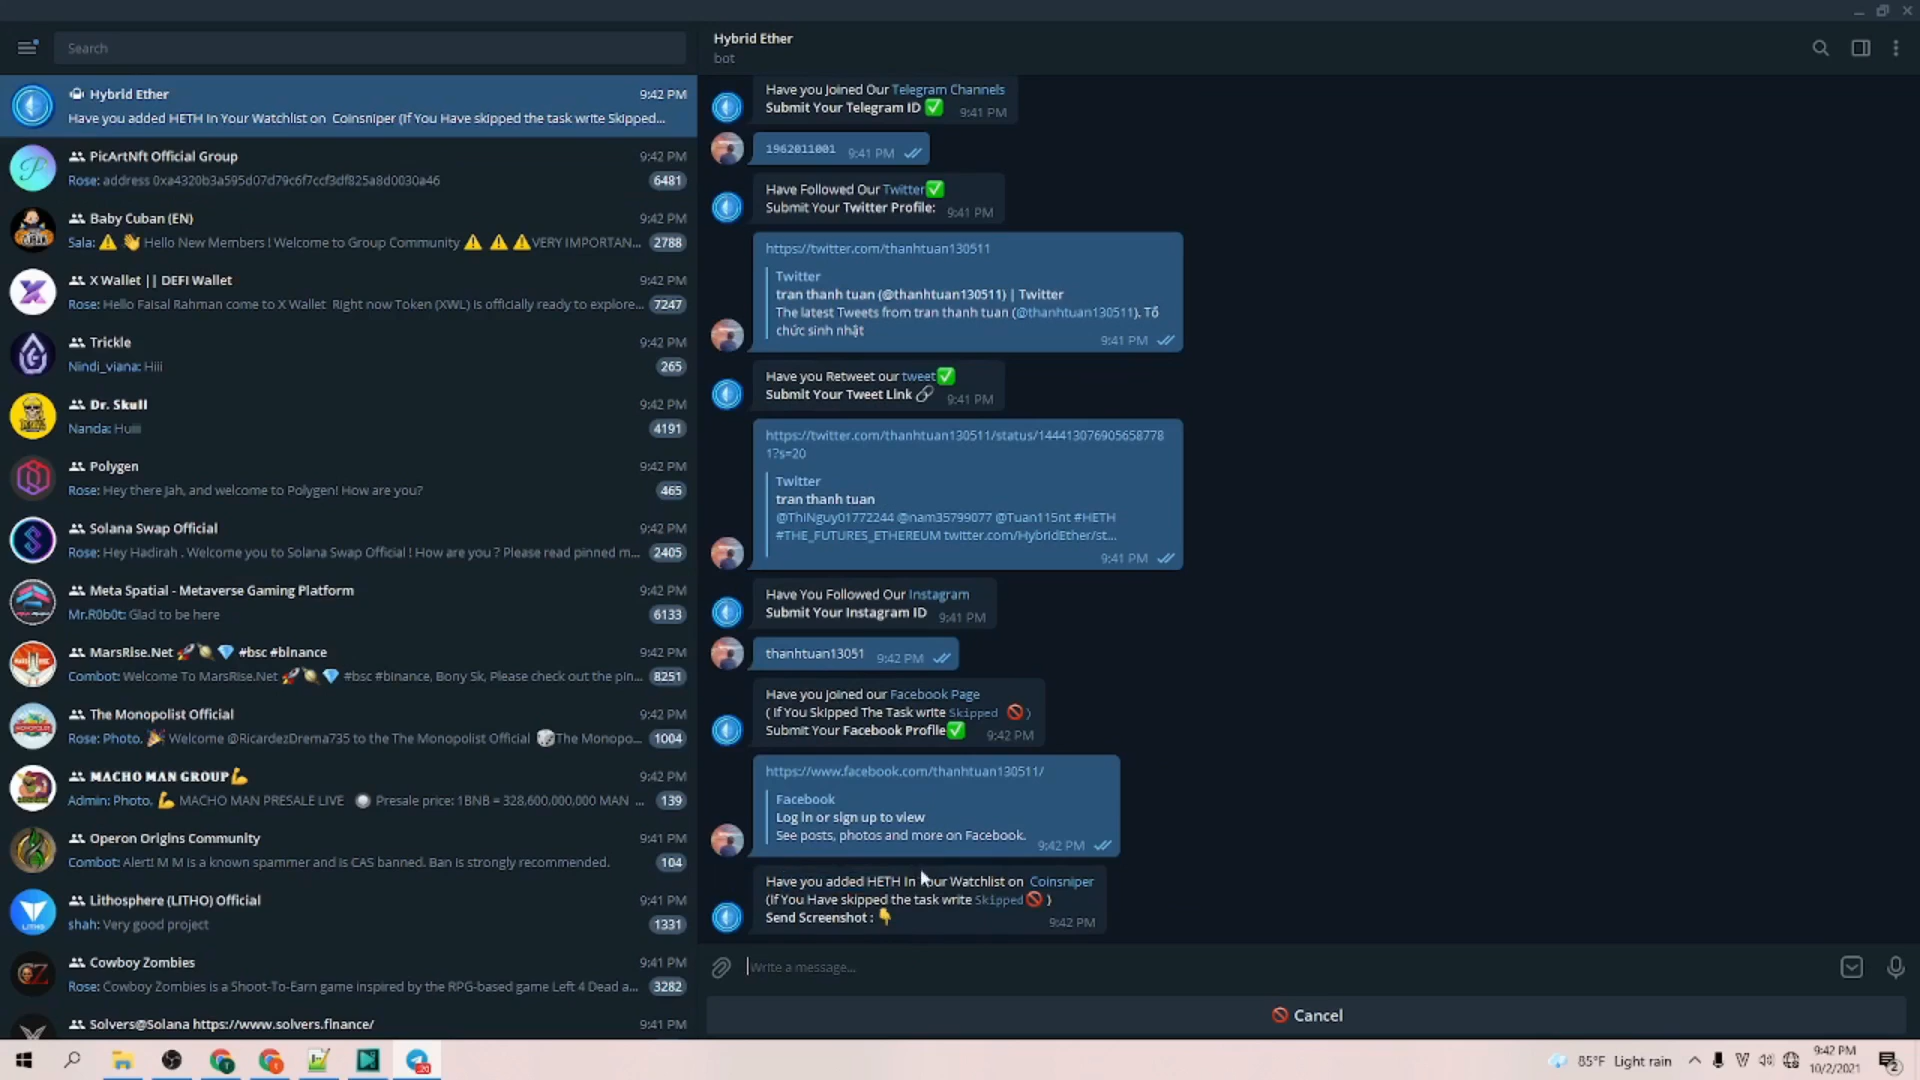 Search
Hybrid Ether
9:42 PM
Have you added HETH In Your Watchlist on Coinsniper (If You Have skipped the task write Skipped...
PicArtNft Official Group
9:42 PM
Rose: address 0xa4320b3a595d07d79c6f7ccf3df825a8d0030a46
6481
Baby Cuban (EN)
9:42 PM
Sala: ⚠️ 👋 Hello New Members ! Welcome to Group Community ⚠️ ⚠️ ⚠️VERY IMPORTAN...
2788
X Wallet || DEFI Wallet
9:42 PM
Rose: Hello Faisal Rahman come to X Wallet Right now Token (XWL) is officially ready to explore...
7247
Trickle
9:42 PM
Nindi_viana: Hiii
265
Dr. Skull
9:42 PM
Nanda: Huiii
4191
Polygen
9:42 PM
Rose: Hey there Jah, and welcome to Polygen! How are you?
465
Solana Swap Official
9:42 PM
Rose: Hey Hadirah . Welcome you to Solana Swap Official ! How are you ? Please read pinned m...
2405
Meta Spatial - Metaverse Gaming Platform
9:42 PM
Mr.R0b0t: Glad to be here
6133
MarsRise.Net 🚀🪐💎 #bsc #binance
9:42 PM
Combot: Welcome To MarsRise.Net 🚀🪐💎 #bsc #binance, Bony Sk, Please check out the pin...
8251
The Monopolist Official
9:42 PM
Rose: Photo, 🎉 Welcome @RicardezDrema735 to the The Monopolist Official 🎲The Monopo...
1004
MACHO MAN GROUP💪
9:42 PM
Admin: Photo, 💪 MACHO MAN PRESALE LIVE ⚪ Presale price: 1BNB = 328,600,000,000 MAN ...
139
Operon Origins Community
9:41 PM
Combot: Alert! M M is a known spammer and is CAS banned. Ban is strongly recommended.
104
Lithosphere (LITHO) Official
9:41 PM
shah: Very good project
1331
Cowboy Zombies
9:41 PM
Rose: Cowboy Zombies is a Shoot-To-Earn game inspired by the RPG-based game Left 4 Dead a...
3282
Solvers@Solana https://www.solvers.finance/
9:41 PM
Hybrid Ether
bot
Have you Joined Our Telegram Channels
Submit Your Telegram ID ✅
9:41 PM
1962011001
9:41 PM
Have Followed Our Twitter✅
Submit Your Twitter Profile:
9:41 PM
https://twitter.com/thanhtuan130511
Twitter
tran thanh tuan (@thanhtuan130511) | Twitter
The latest Tweets from tran thanh tuan (@thanhtuan130511). Tổ
chức sinh nhật
9:41 PM
Have you Retweet our tweet✅
Submit Your Tweet Link 🔗
9:41 PM
https://twitter.com/thanhtuan130511/status/144413076905658778
1?s=20
Twitter
tran thanh tuan
@ThiNguy01772244 @nam35799077 @Tuan115nt #HETH
#THE_FUTURES_ETHEREUM twitter.com/HybridEther/st...
9:41 PM
Have You Followed Our Instagram
Submit Your Instagram ID
9:41 PM
thanhtuan13051
9:42 PM
Have you Joined our Facebook Page
( If You Skipped The Task write Skipped 🚫 )
Submit Your Facebook Profile✅
9:42 PM
https://www.facebook.com/thanhtuan130511/
Facebook
Log in or sign up to view
See posts, photos and more on Facebook.
9:42 PM
Have you added HETH In Your Watchlist on Coinsniper
(If You Have skipped the task write Skipped🚫 )
Send Screenshot : 👇
9:42 PM
Write a message...
🚫 Cancel
85°F Light rain
9:42 PM
10/2/2021